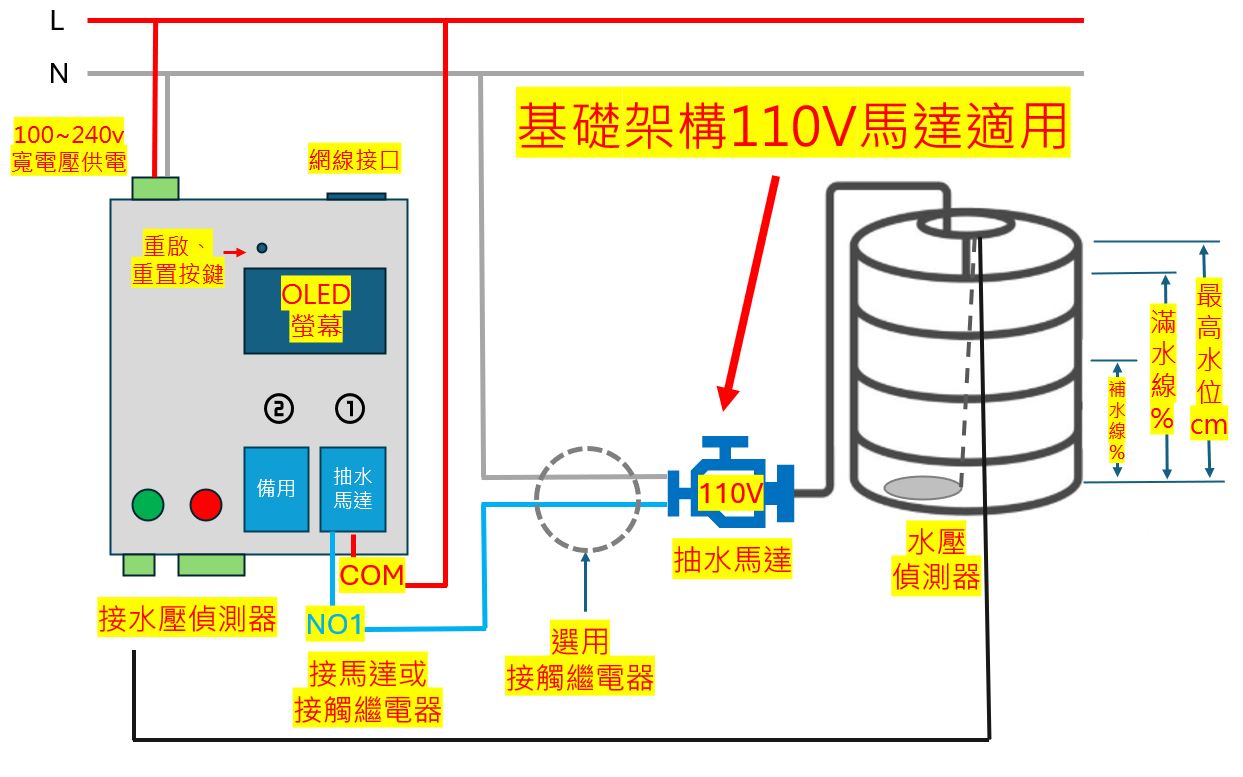 L
N
基礎架構110V馬達適用
100~240v
寬電壓供電
網線接口
重啟、
重置按鍵
OLED
螢幕
② ①
備用
抽水
馬達
COM
NO1
接水壓偵測器
接馬達或
接觸繼電器
選用
接觸繼電器
110V
抽水馬達
水壓
偵測器
補水線%
滿水線%
最高水位cm